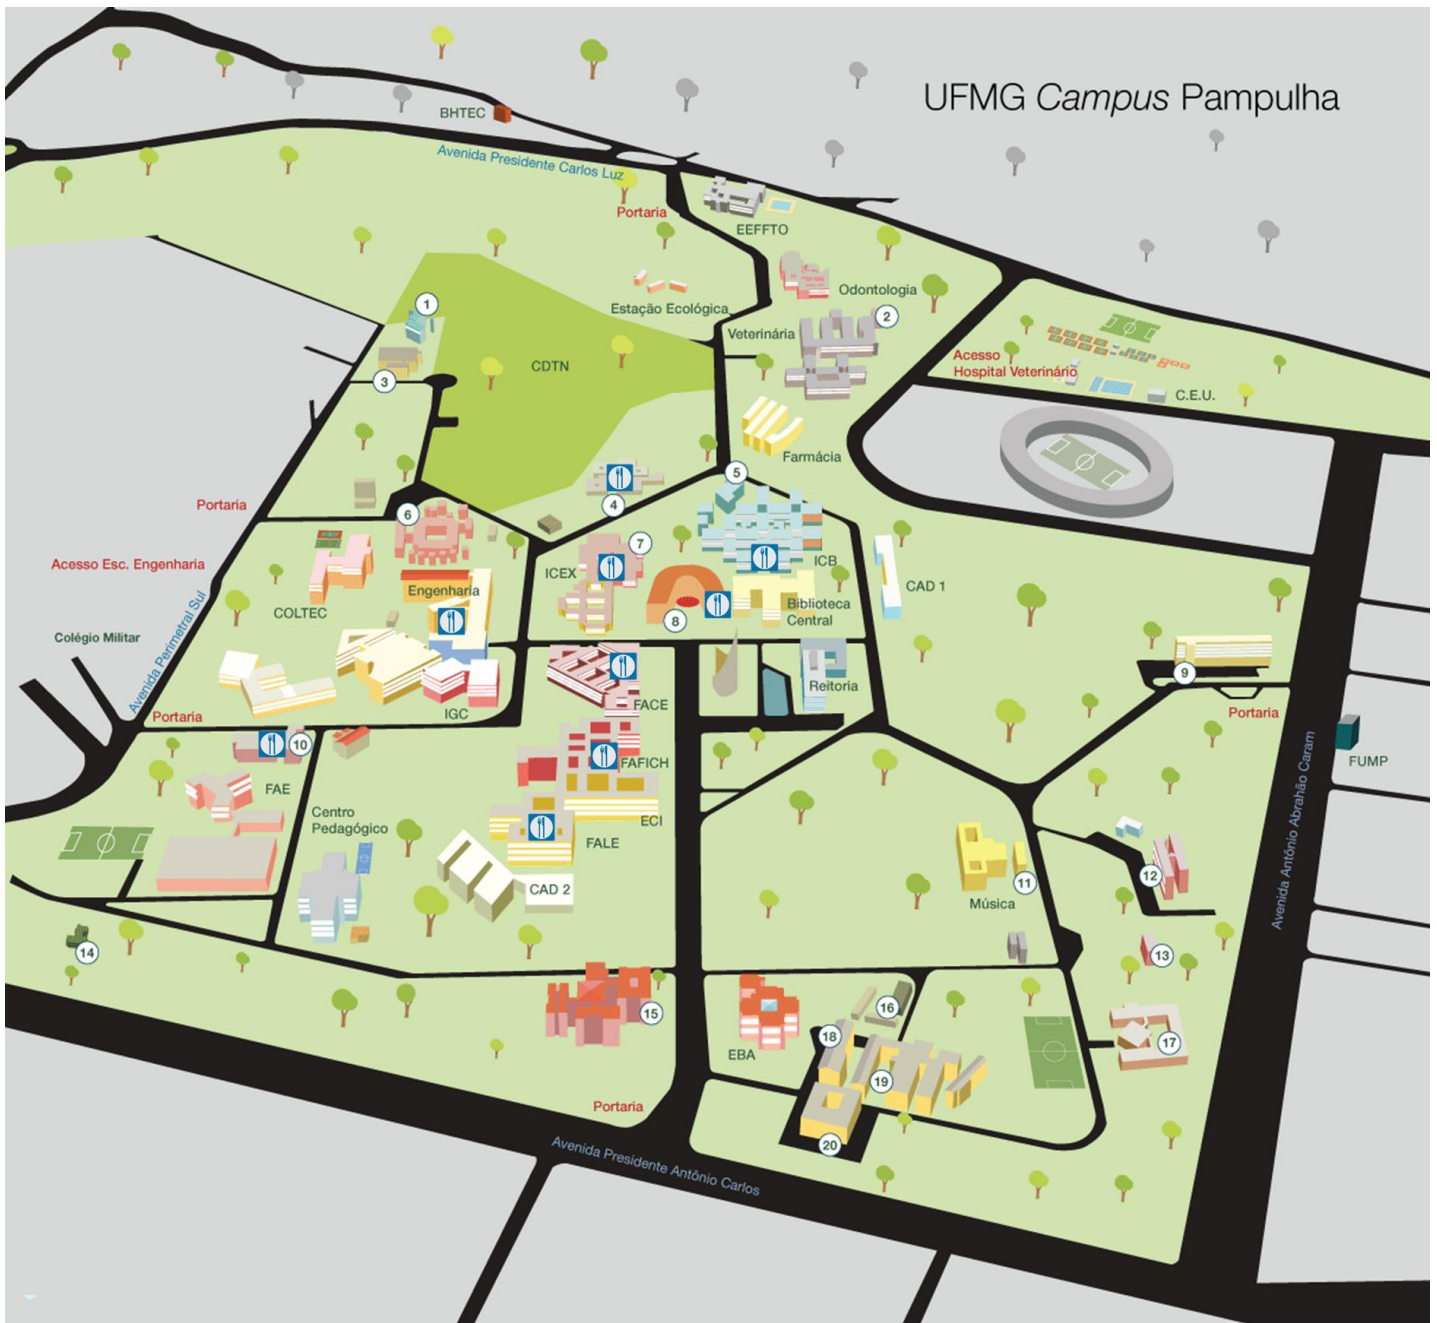 UFMG Campus Pampulha
BHTEC
Avenida Presidente Carlos Luz
Portaria
EEFFTO
Odontologia
Estação Ecológica
1
2
Veterinária
CDTN
Acesso
Hospital Veterinário
3
C.E.U.
Farmácia
5
4
Portaria
6
7
Acesso Esc. Engenharia
ICEX
ICB
Engenharia
CAD 1
COLTEC
Biblioteca
Central
8
Colégio Militar
Avenida Perimetral Sul
9
Reitoria
FACE
IGC
Portaria
Portaria
10
FAFICH
FUMP
FAE
Avenida Antônio Abrahão Caram
Centro
Pedagógico
ECI
FALE
12
11
CAD 2
Música
14
13
15
16
18
17
EBA
19
Portaria
20
Avenida Presidente Antônio Carlos